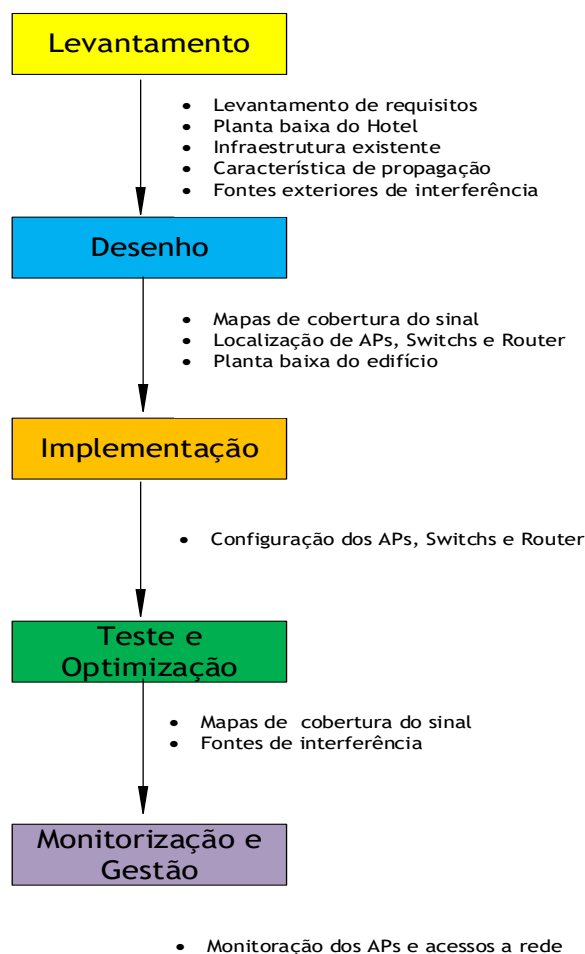 Levantamento
• Levantamento de requisitos
• Planta baixa do Hotel
• Infraestrutura existente
• Característica de propagação
• Fontes exteriores de interferência
Desenho
• Mapas de cobertura do sinal
• Localização de APs, Switchs e Router
• Planta baixa do edifício
Implementação
• Configuração dos APs, Switchs e Router
Teste e
Optimização
• Mapas de cobertura do sinal
• Fontes de interferência
Monitorização e
Gestão
• Monitoração dos APs e acessos a rede